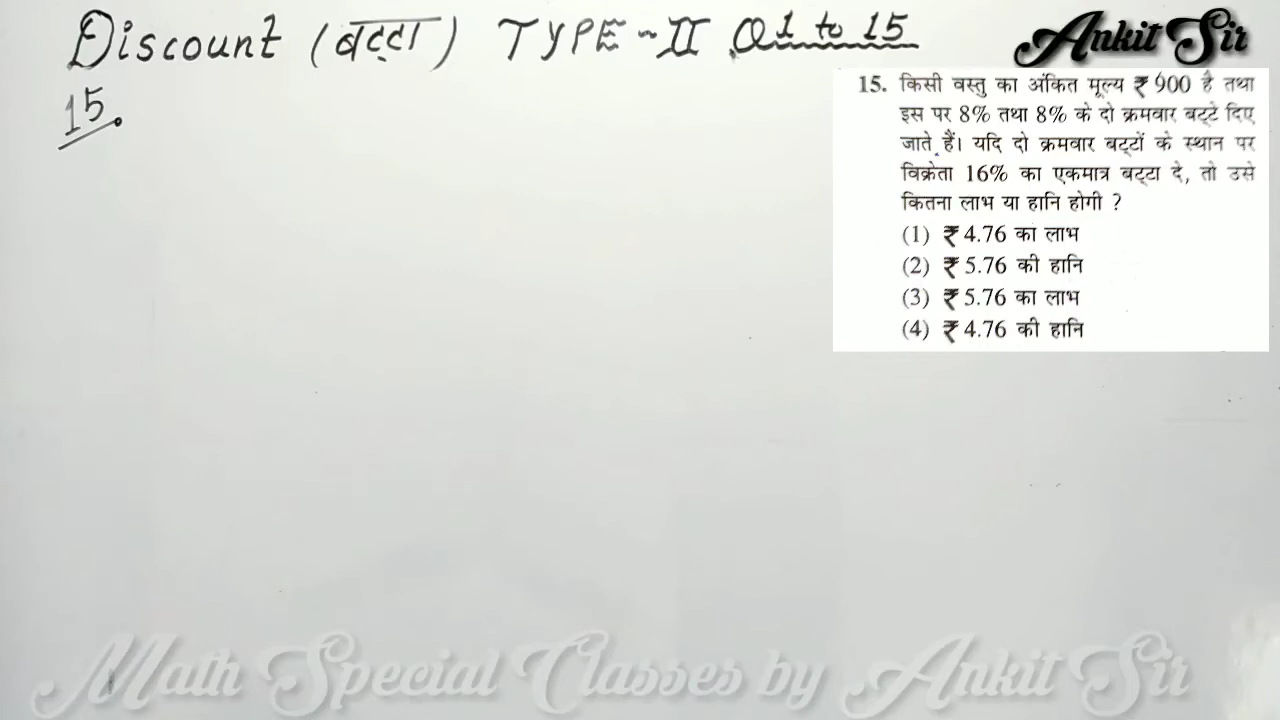 Discount (बट्टा) TYPE-II Q1 to 15
Ankit Sir
15.
15. किसी वस्तु का अंकित मूल्य ₹ 900 है तथा
इस पर 8% तथा 8% के दो क्रमवार बट्टे दिए
जाते हैं। यदि दो क्रमवार बट्टों के स्थान पर
विक्रेता 16% का एकमात्र बट्टा दे, तो उसे
कितना लाभ या हानि होगी ?
(1) ₹ 4.76 का लाभ
(2) ₹ 5.76 की हानि
(3) ₹ 5.76 का लाभ
(4) ₹ 4.76 की हानि
Math Special Classes by Ankit Sir